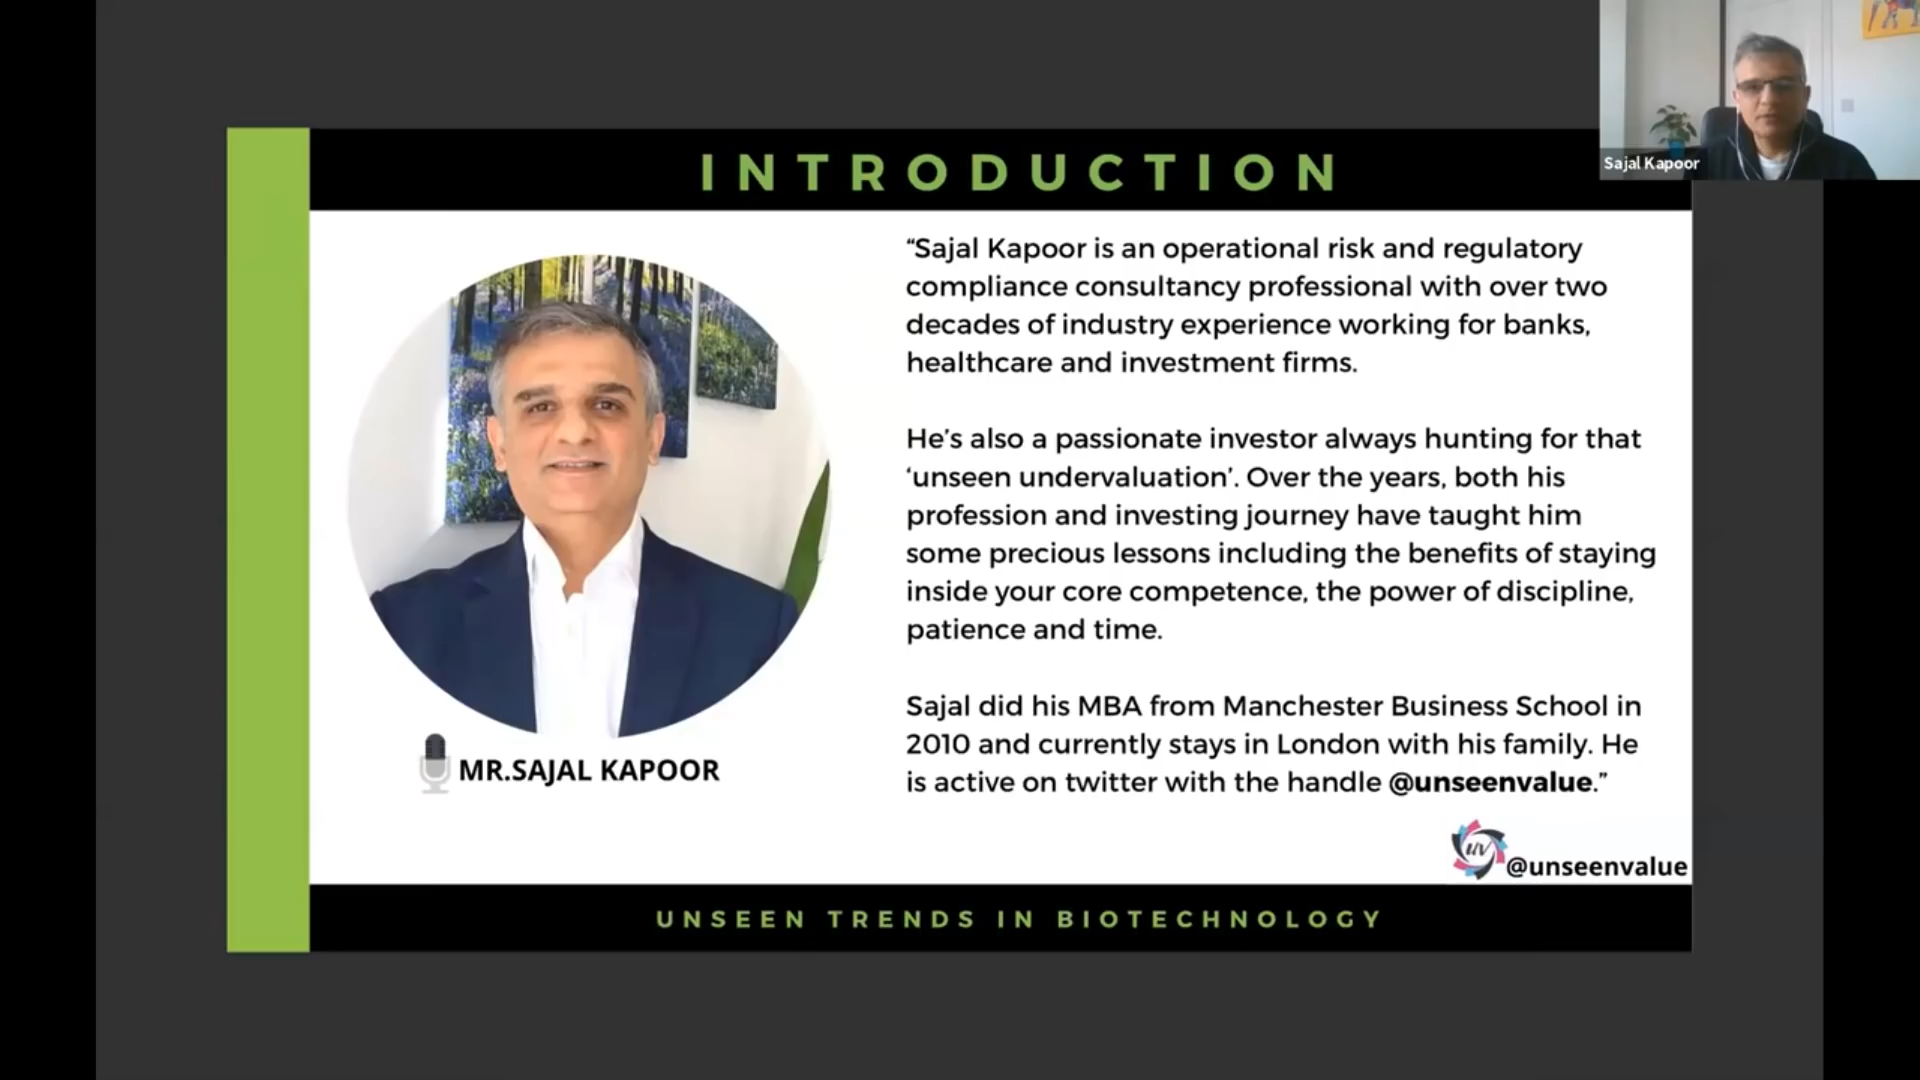 INTRODUCTION
Sajal Kapoor
“Sajal Kapoor is an operational risk and regulatory
compliance consultancy professional with over two
decades of industry experience working for banks,
healthcare and investment firms.
He’s also a passionate investor always hunting for that
‘unseen undervaluation’. Over the years, both his
profession and investing journey have taught him
some precious lessons including the benefits of staying
inside your core competence, the power of discipline,
patience and time.
Sajal did his MBA from Manchester Business School in
2010 and currently stays in London with his family. He
is active on twitter with the handle @unseenvalue.”
MR.SAJAL KAPOOR
uv
@unseenvalue
UNSEEN TRENDS IN BIOTECHNOLOGY